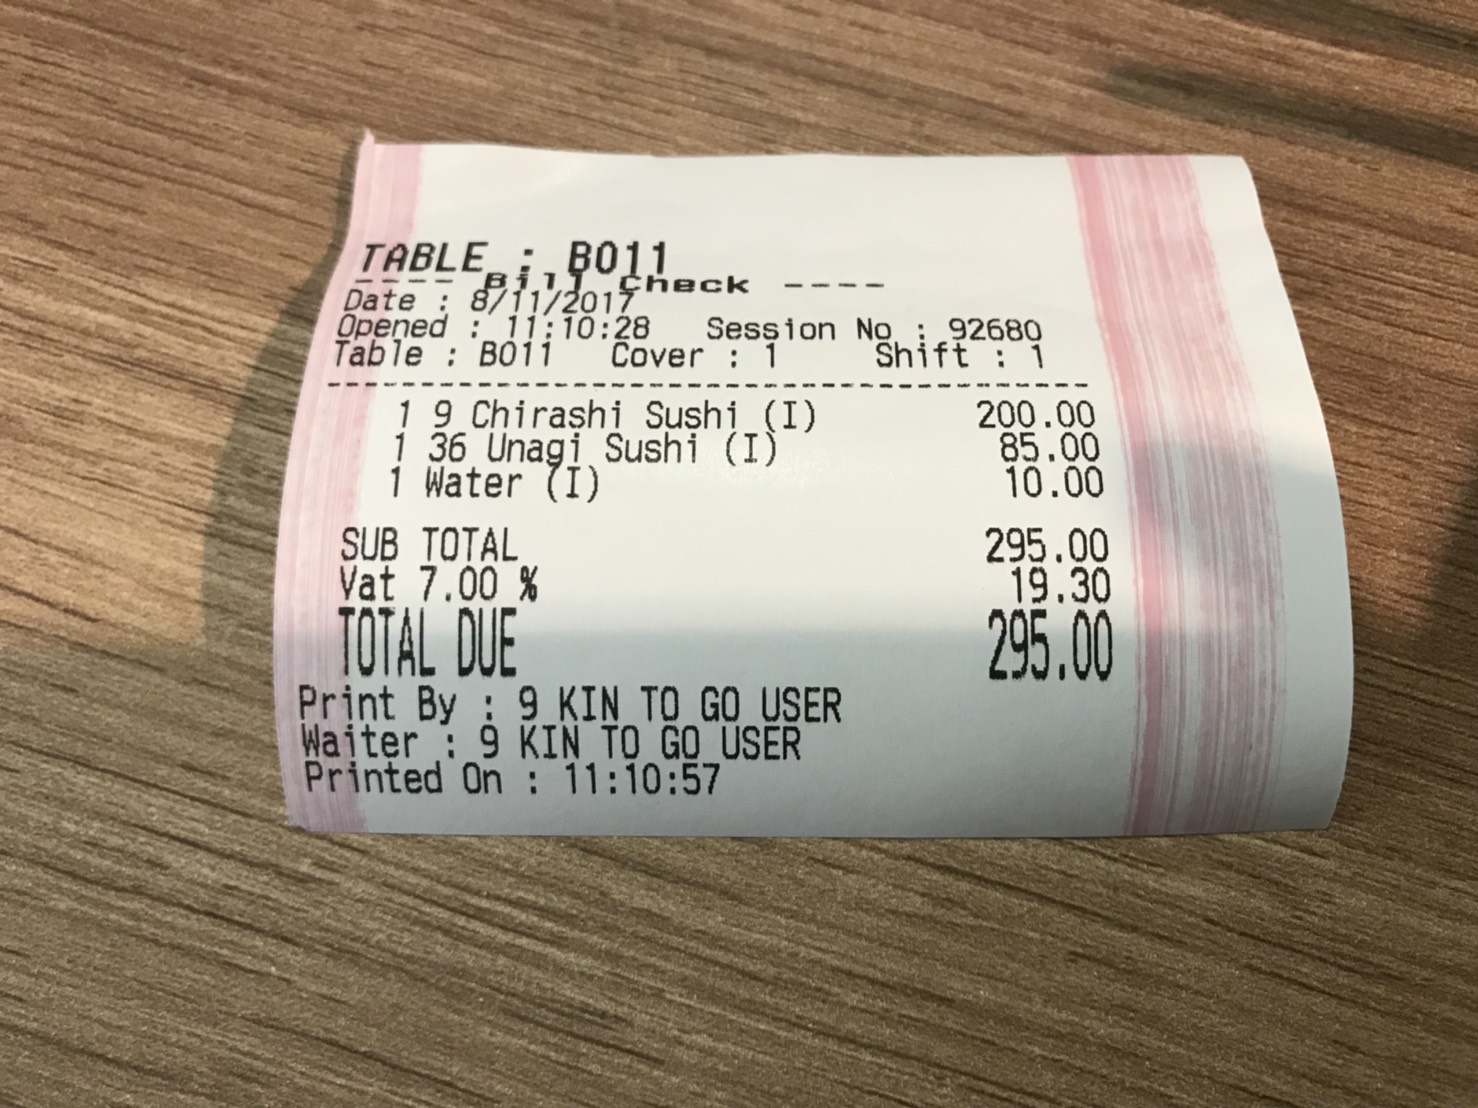 TABLE : B011
---- Bill Check ----
Date : 8/11/2017
Opened : 11:10:28 Session No : 92680
Table : B011 Cover : 1 Shift : 1
---------------------------------------
1 9 Chirashi Sushi (I) 200.00
1 36 Unagi Sushi (I) 85.00
1 Water (I) 10.00
SUB TOTAL 295.00
Vat 7.00 % 19.30
TOTAL DUE 295.00
Print By : 9 KIN TO GO USER
Waiter : 9 KIN TO GO USER
Printed On : 11:10:57